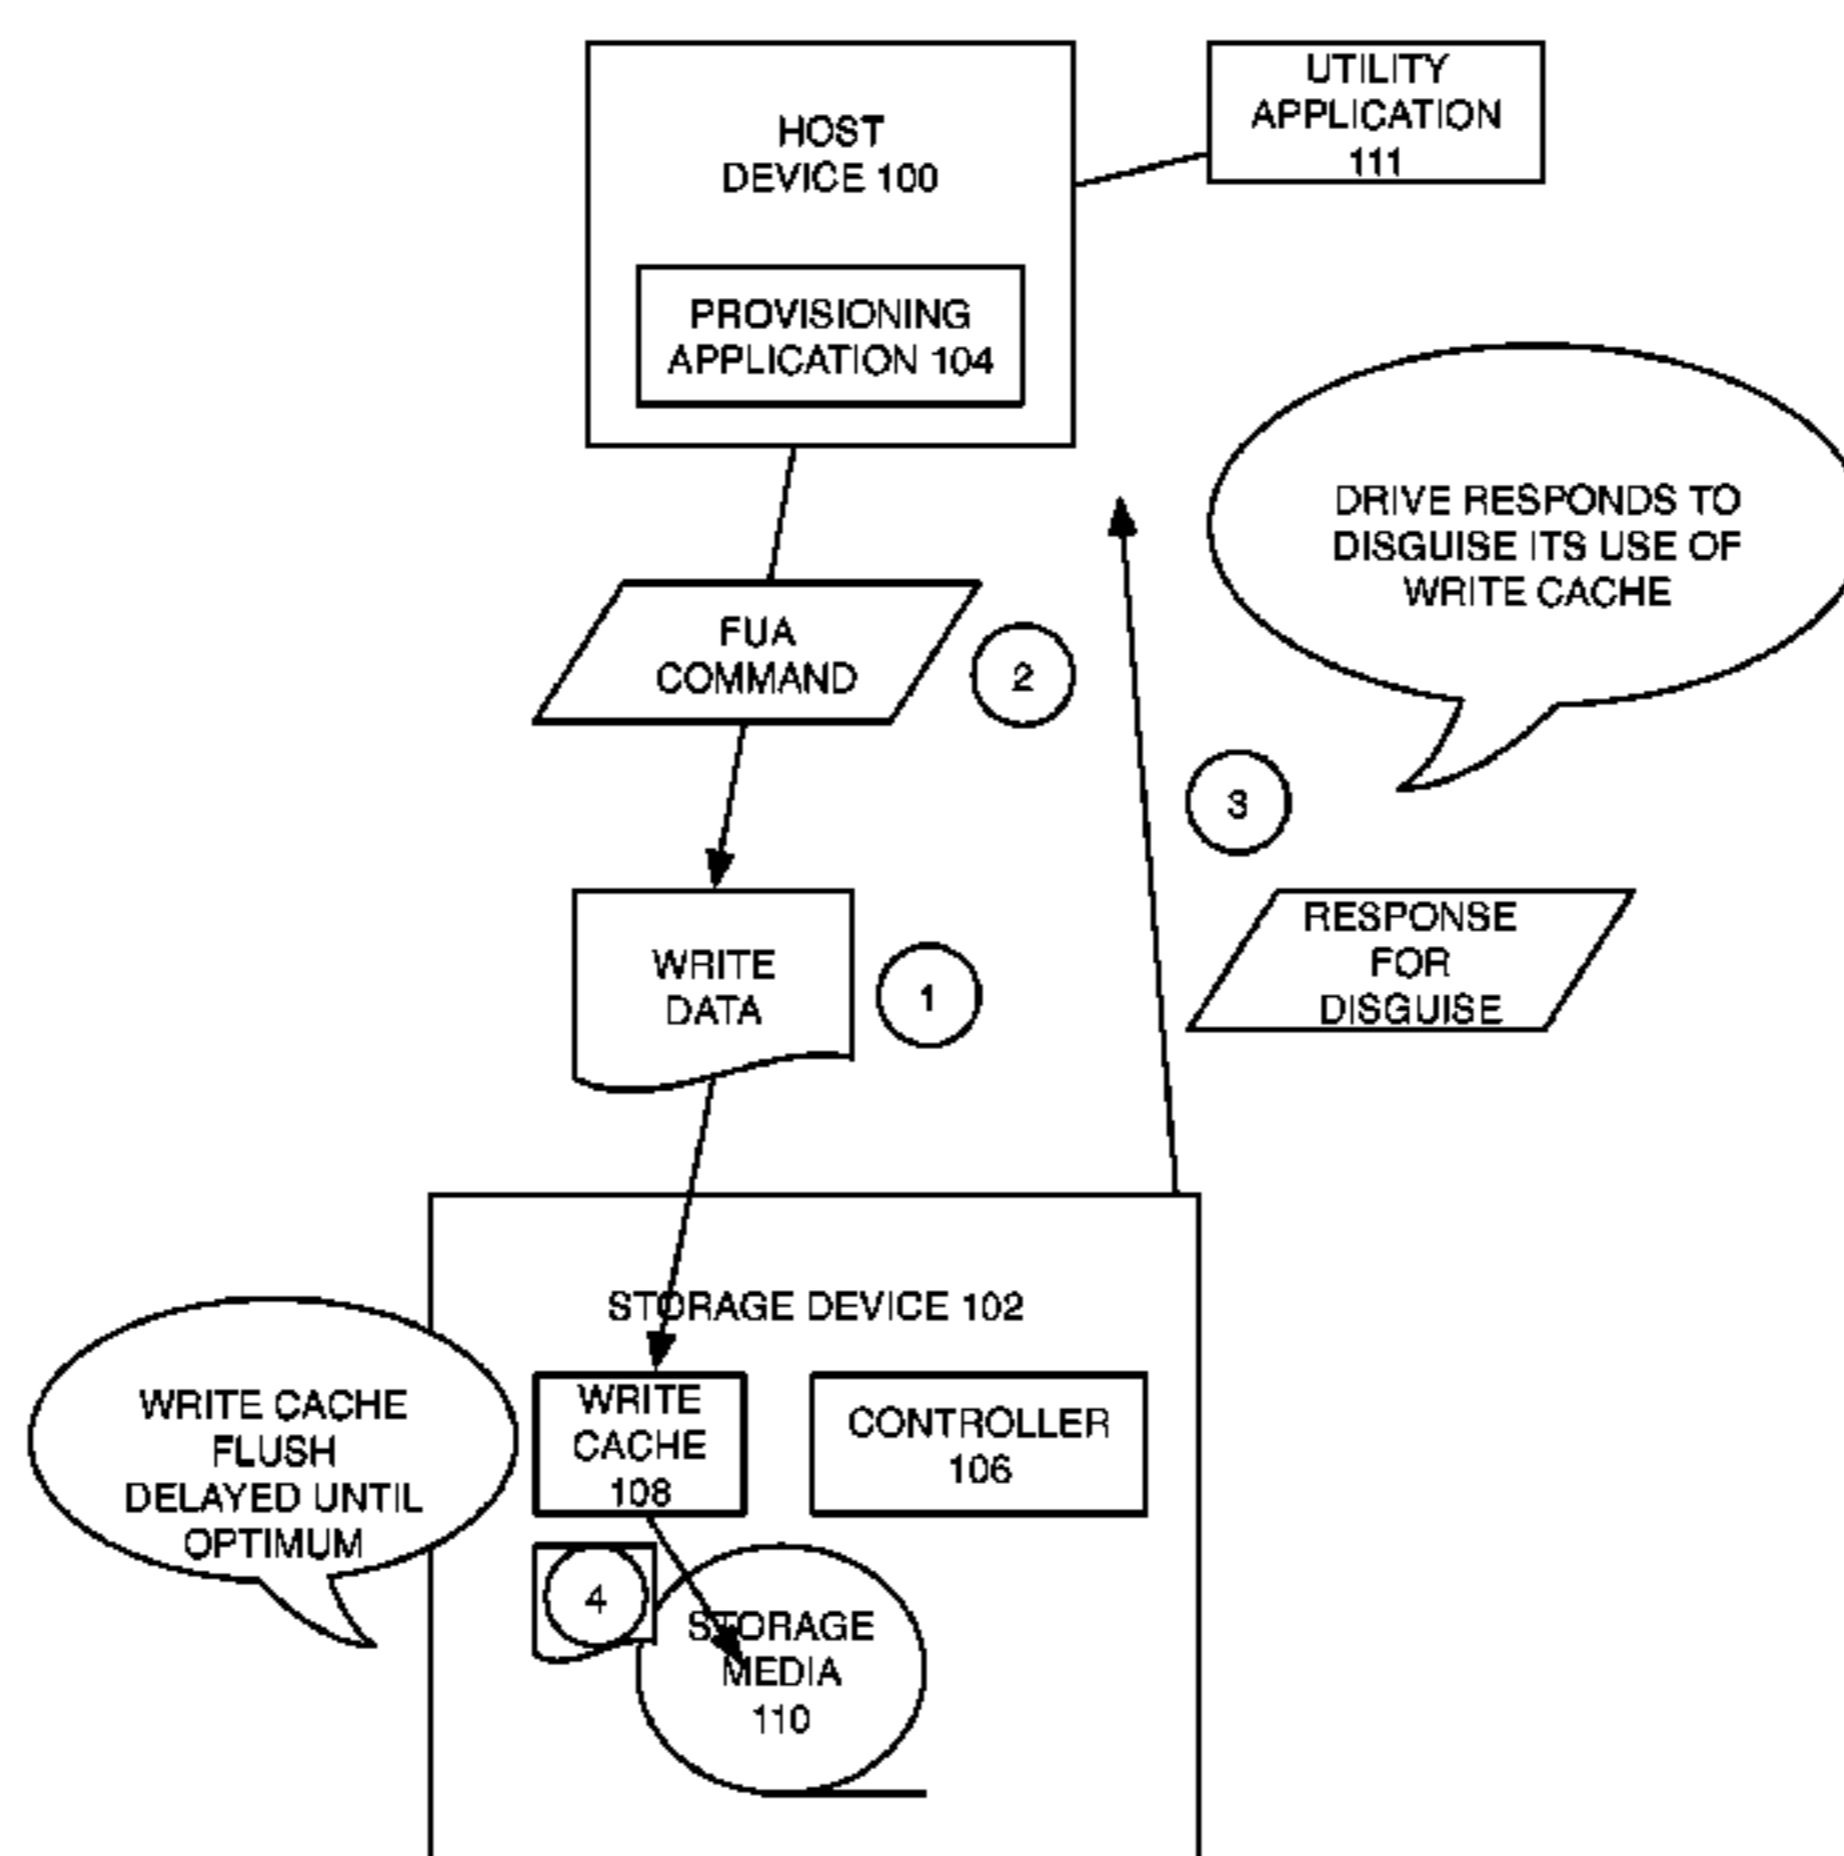 HOST
DEVICE 100
UTILITY
APPLICATION
111
PROVISIONING
APPLICATION 104
DRIVE RESPONDS TO
DISGUISE ITS USE OF
WRITE CACHE
FUA
COMMAND
2
3
WRITE
DATA
1
RESPONSE
FOR
DISGUISE
STORAGE DEVICE 102
WRITE CACHE
FLUSH
DELAYED UNTIL
OPTIMUM
WRITE
CACHE
108
CONTROLLER
106
4
STORAGE
MEDIA
110